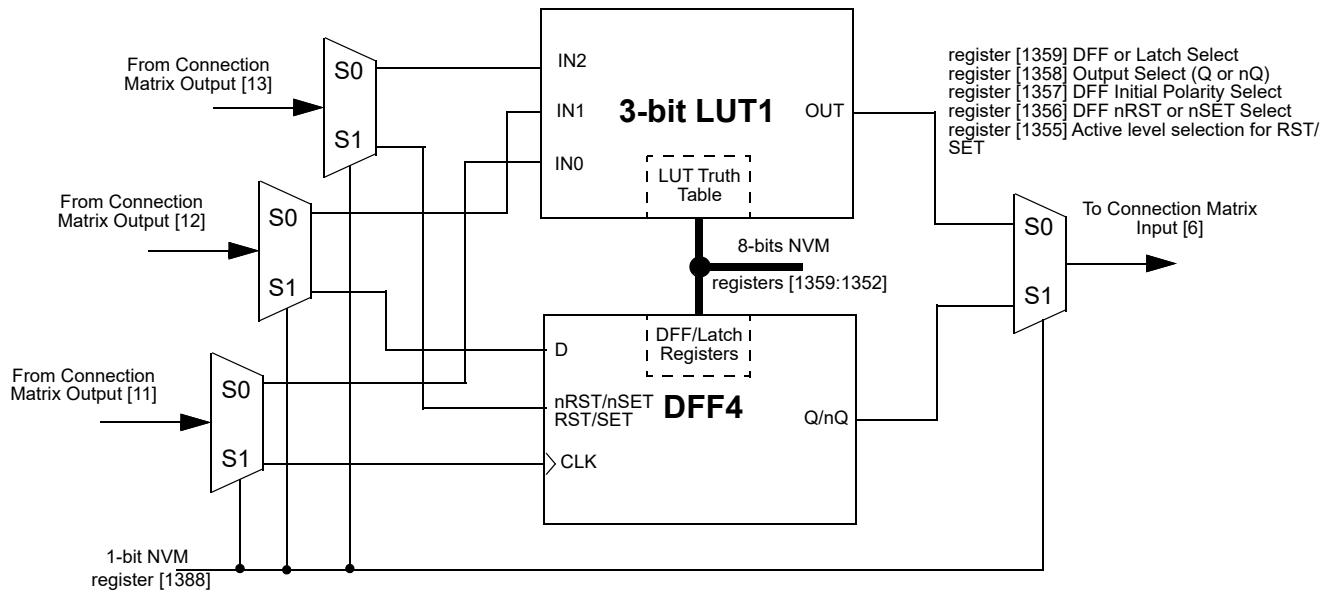 From Connection
Matrix Output [13]
S0
S1
IN2
IN1
IN0
3-bit LUT1
OUT
LUT Truth
Table
register [1359] DFF or Latch Select
register [1358] Output Select (Q or nQ)
register [1357] DFF Initial Polarity Select
register [1356] DFF nRST or nSET Select
register [1355] Active level selection for RST/
SET
From Connection
Matrix Output [12]
S0
S1
8-bits NVM
registers [1359:1352]
S0
S1
To Connection Matrix
Input [6]
From Connection
Matrix Output [11]
S0
S1
DFF/Latch
Registers
D
nRST/nSET
RST/SET
CLK
DFF4
Q/nQ
1-bit NVM
register [1388]